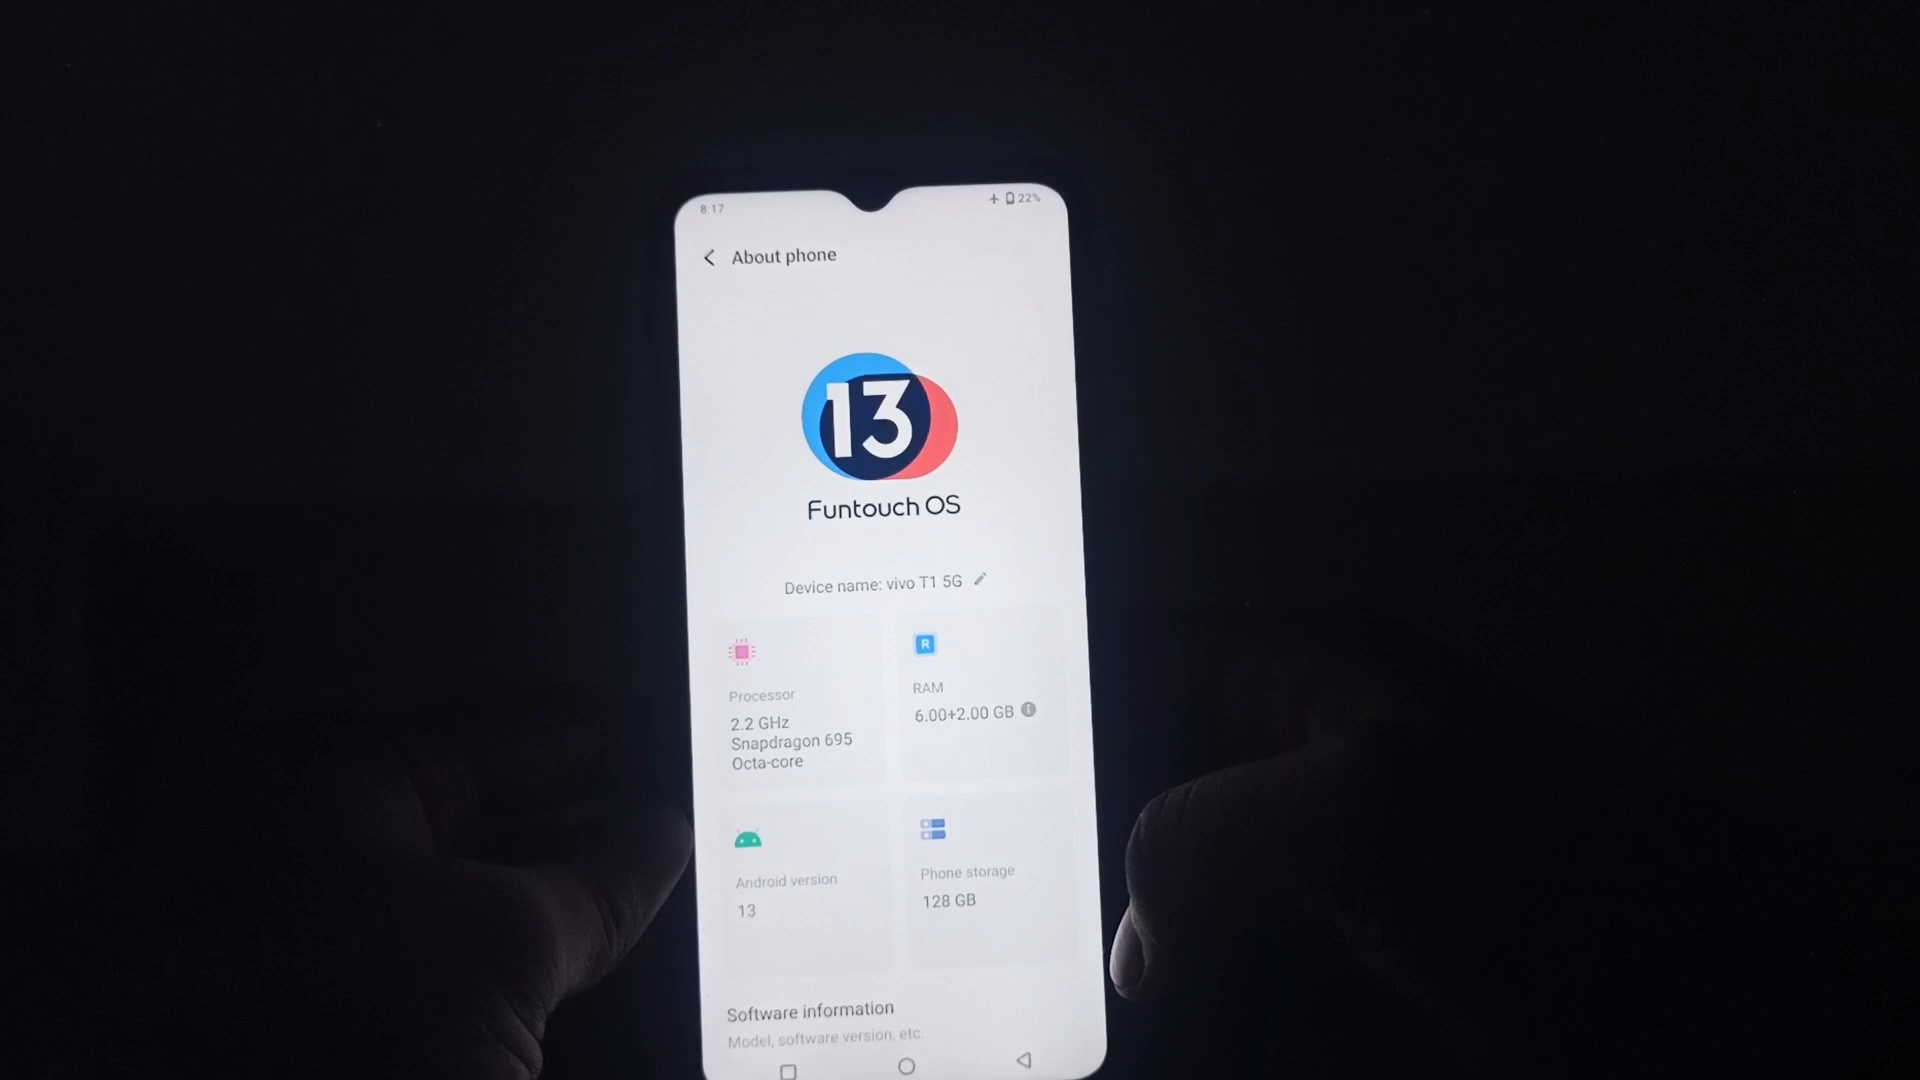 8:17
22%
About phone
13
Funtouch OS
Device name: vivo T1 5G
R
Processor
2.2 GHz
Snapdragon 695
Octa-core
RAM
6.00+2.00 GB
Android version
13
Phone storage
128 GB
Software information
Model, software version, etc.